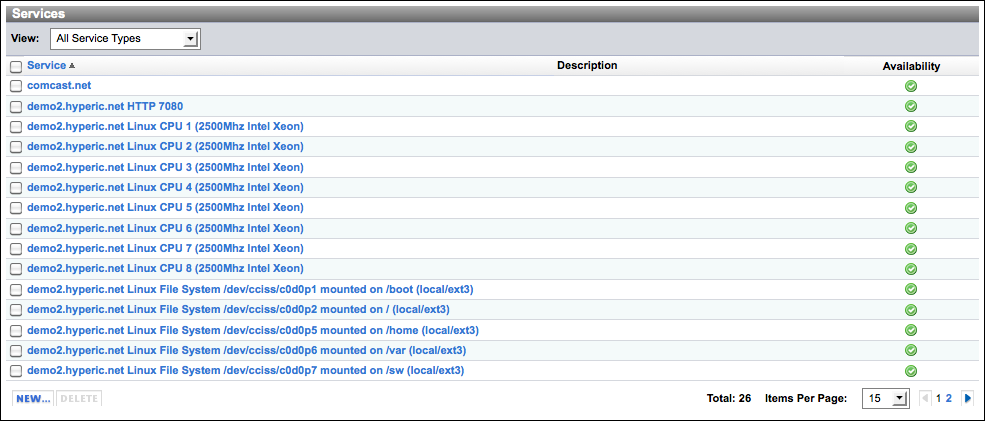 Services
View: All Service Types
Service Description Availability
comcast.net
demo2.hyperic.net HTTP 7080
demo2.hyperic.net Linux CPU 1 (2500Mhz Intel Xeon)
demo2.hyperic.net Linux CPU 2 (2500Mhz Intel Xeon)
demo2.hyperic.net Linux CPU 3 (2500Mhz Intel Xeon)
demo2.hyperic.net Linux CPU 4 (2500Mhz Intel Xeon)
demo2.hyperic.net Linux CPU 5 (2500Mhz Intel Xeon)
demo2.hyperic.net Linux CPU 6 (2500Mhz Intel Xeon)
demo2.hyperic.net Linux CPU 7 (2500Mhz Intel Xeon)
demo2.hyperic.net Linux CPU 8 (2500Mhz Intel Xeon)
demo2.hyperic.net Linux File System /dev/cciss/c0d0p1 mounted on /boot (local/ext3)
demo2.hyperic.net Linux File System /dev/cciss/c0d0p2 mounted on / (local/ext3)
demo2.hyperic.net Linux File System /dev/cciss/c0d0p5 mounted on /home (local/ext3)
demo2.hyperic.net Linux File System /dev/cciss/c0d0p6 mounted on /var (local/ext3)
demo2.hyperic.net Linux File System /dev/cciss/c0d0p7 mounted on /sw (local/ext3)
NEW... DELETE Total: 26 Items Per Page: 15 1 2